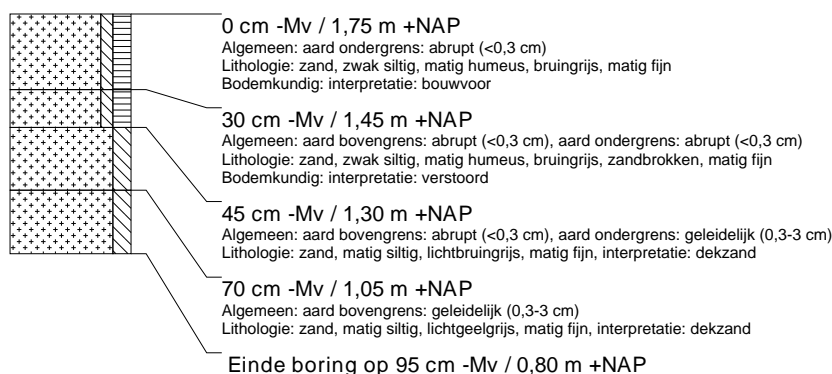 0 cm -Mv / 1,75 m +NAP
Algemeen: aard ondergrens: abrupt (<0,3 cm)
Lithologie: zand, zwak siltig, matig humeus, bruingrijs, matig fijn
Bodemkundig: interpretatie: bouwvoor
30 cm -Mv / 1,45 m +NAP
Algemeen: aard bovengrens: abrupt (<0,3 cm), aard ondergrens: abrupt (<0,3 cm)
Lithologie: zand, zwak siltig, matig humeus, bruingrijs, zandbrokken, matig fijn
Bodemkundig: interpretatie: verstoord
45 cm -Mv / 1,30 m +NAP
Algemeen: aard bovengrens: abrupt (<0,3 cm), aard ondergrens: geleidelijk (0,3-3 cm)
Lithologie: zand, matig siltig, lichtbruingrijs, matig fijn, interpretatie: dekzand
70 cm -Mv / 1,05 m +NAP
Algemeen: aard bovengrens: geleidelijk (0,3-3 cm)
Lithologie: zand, matig siltig, lichtgeelgrijs, matig fijn, interpretatie: dekzand
Einde boring op 95 cm -Mv / 0,80 m +NAP